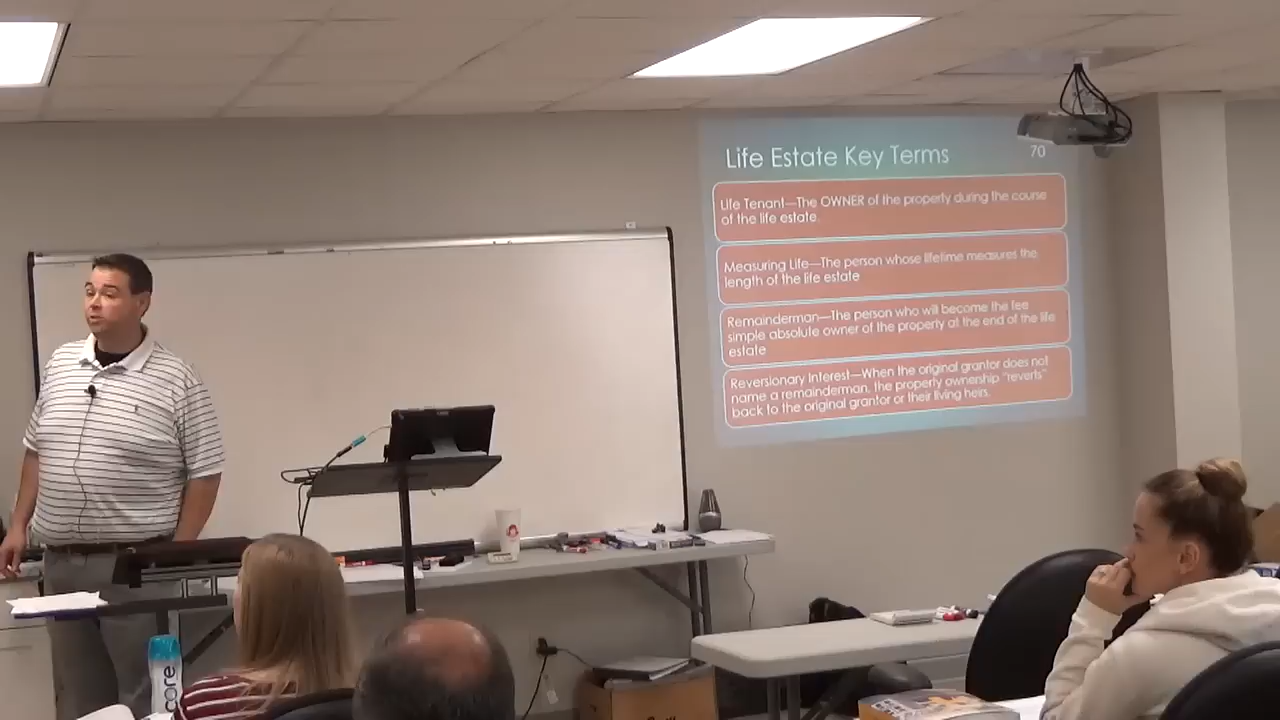 Life Estate Key Terms
70
Life Tenant—The OWNER of the property during the course
of the life estate.
Measuring Life—The person whose lifetime measures the
length of the life estate
Remainderman—The person who will become the fee
simple absolute owner of the property at the end of the life
estate
Reversionary Interest—When the original grantor does not
name a remainderman, the property ownership “reverts”
back to the original grantor or their living heirs.
core